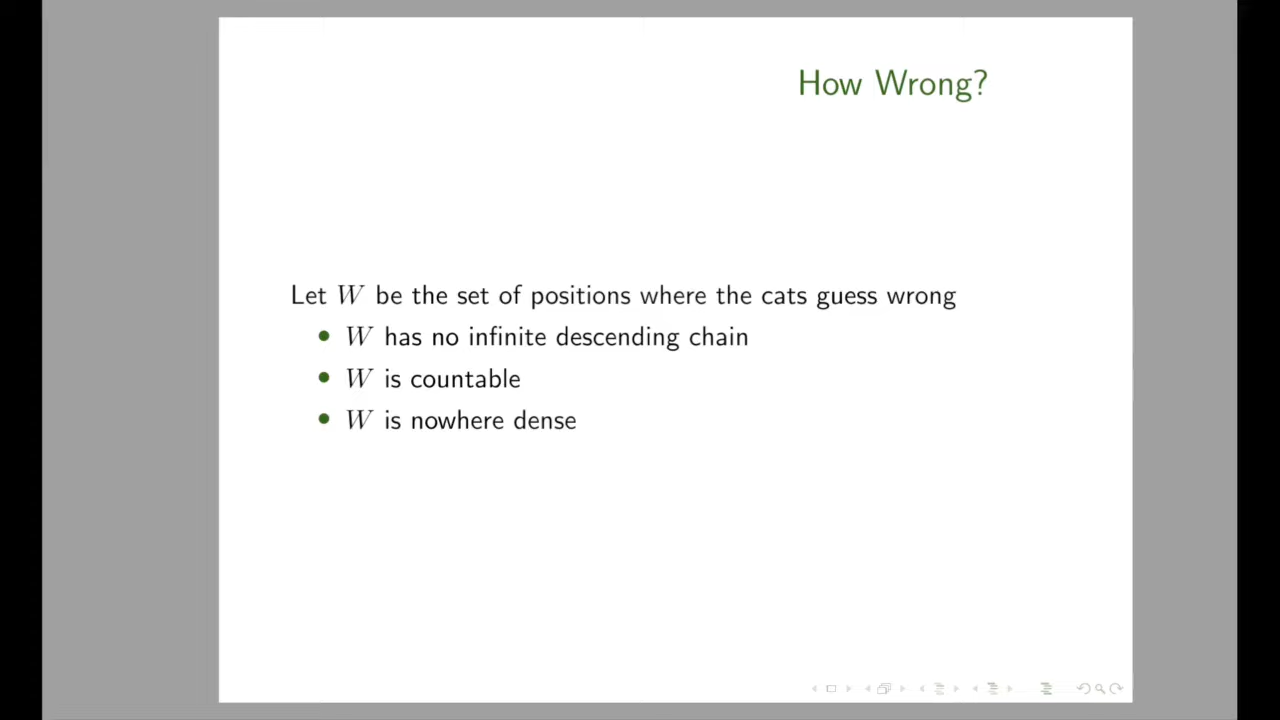 How Wrong?
Let W be the set of positions where the cats guess wrong
• W has no infinite descending chain
• W is countable
• W is nowhere dense